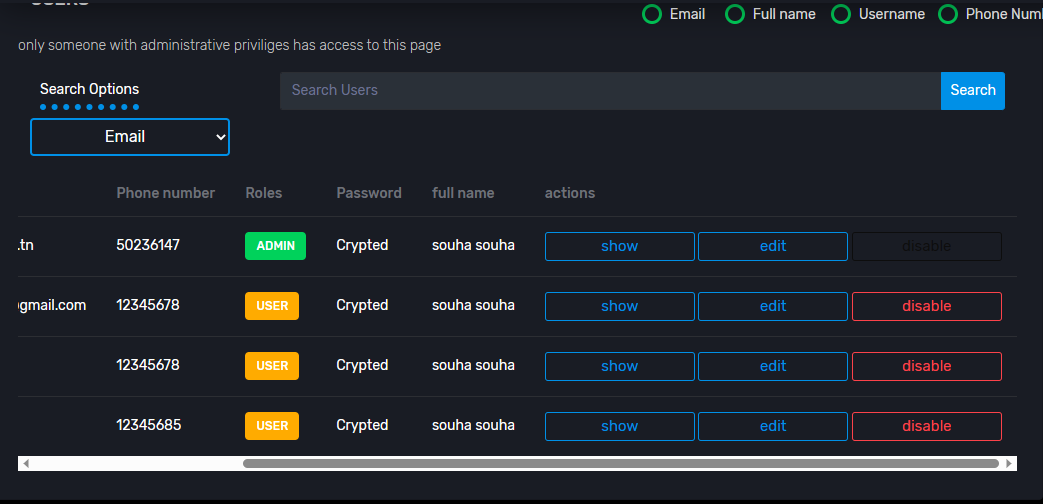 Email Full name Username Phone Num
only someone with administrative priviliges has access to this page
Search Options
Search Users Search
Email
Phone number Roles Password full name actions
.tn 50236147 ADMIN Crypted souha souha show edit disable
gmail.com 12345678 USER Crypted souha souha show edit disable
12345678 USER Crypted souha souha show edit disable
12345685 USER Crypted souha souha show edit disable